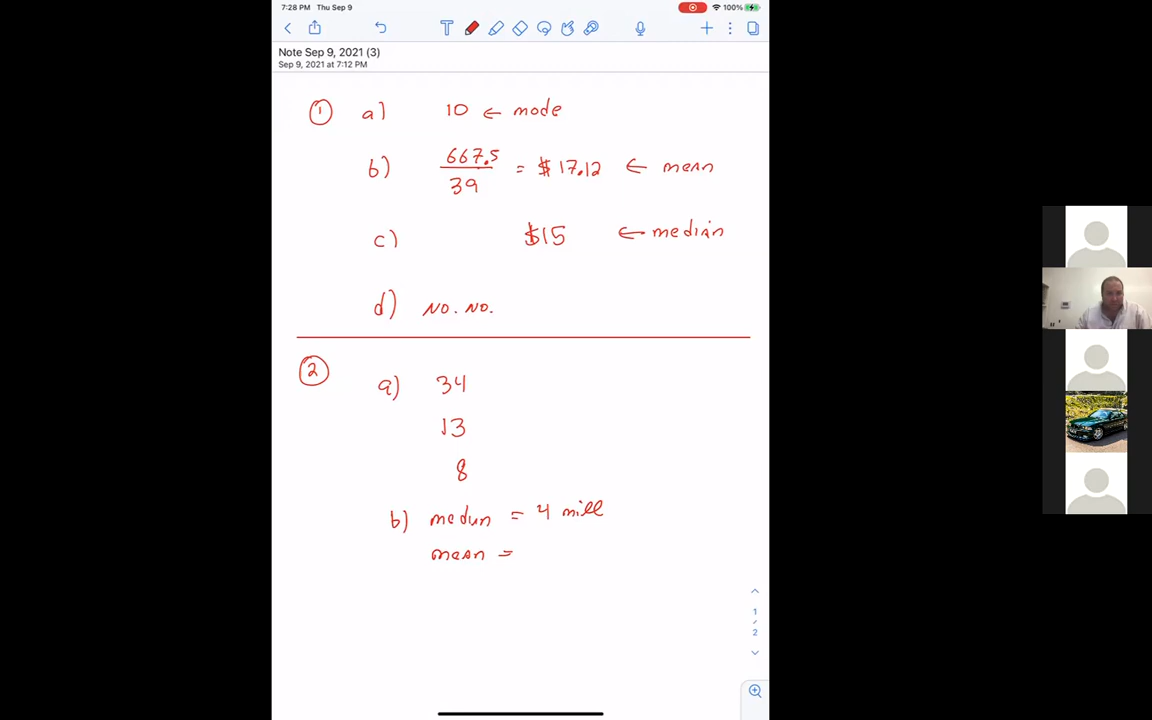 7:28 PM Thu Sep 9
100%
T
Note Sep 9, 2021 (3)
Sep 9, 2021 at 7:12 PM
① a) 10 ← mode
b) 667.5 / 39 = $17.12 ← mean
c) $15 ← median
d) NO. NO.
② a) 34
13
8
b) medun = 4 mill
mean =
1
/
2